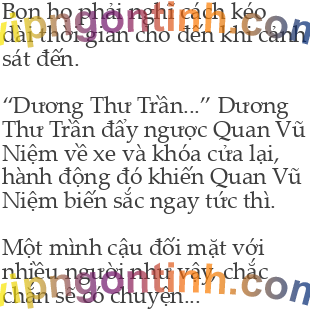 Bọn họ phải nghĩ cách kéo
dài thời gian chờ đến khi cảnh
sát đến.
“Dương Thư Trần...” Dương
Thư Trần đẩy ngược Quan Vũ
Niệm về xe và khóa cửa lại,
hành động đó khiến Quan Vũ
Niệm biến sắc ngay tức thì.
Một mình cậu đối mặt với
nhiều người như vậy, chắc
chắn sẽ có chuyện...
vipngontinh.com
vipngontinh.com